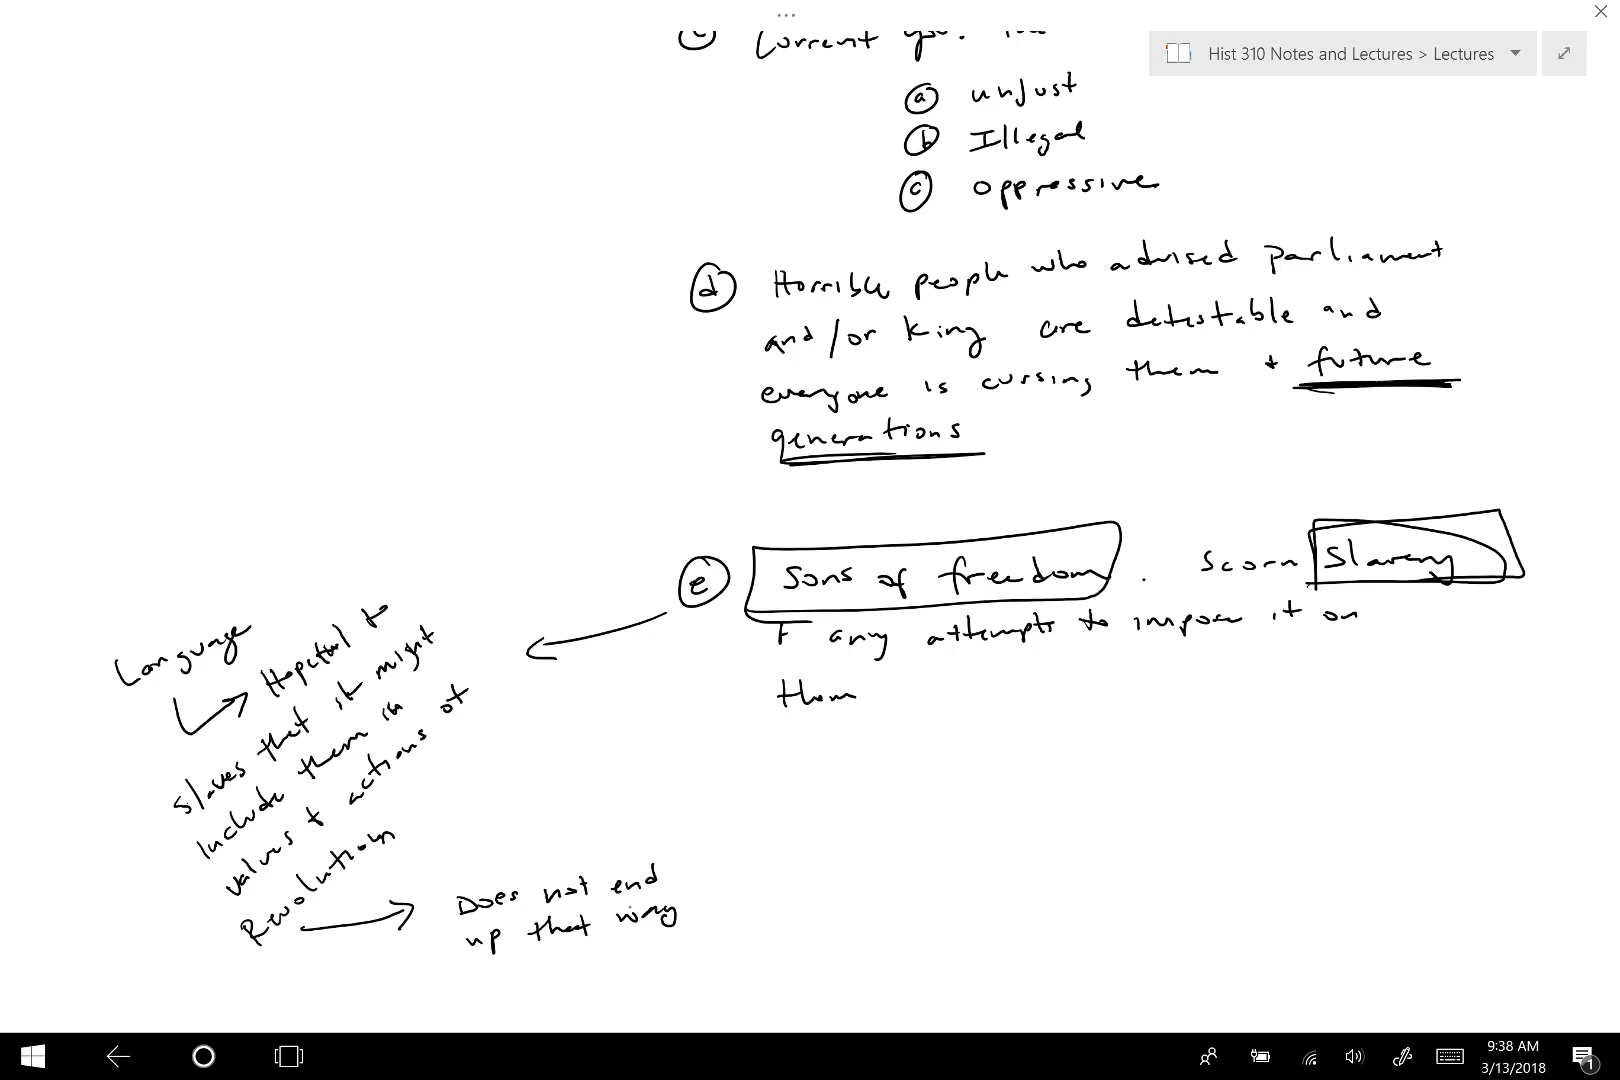 Hist 310 Notes and Lectures > Lectures
c Current
a unjust
b Illegal
c oppressive
d Horrible people who advised parliament
and/or King are detestable and
everyone is cussing them + future
generations
e Sons of freedom. Scorn Slavery
+ any attempts to impose it on
them
Language
Hopeful to
slaves that it might
include them in
values + actions of
Revolution
Does not end
up that way
9:38 AM
3/13/2018
1